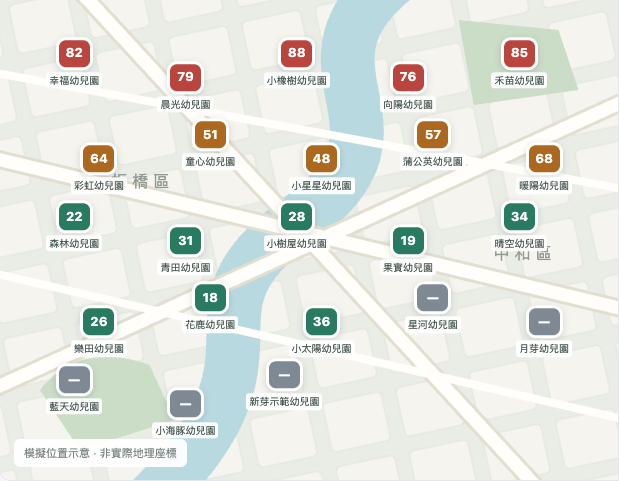 82
幸福幼兒園
79
晨光幼兒園
88
小橡樹幼兒園
76
向陽幼兒園
85
禾苗幼兒園
64
彩虹幼兒園
51
童心幼兒園
48
小星星幼兒園
57
蒲公英幼兒園
68
暖陽幼兒園
板橋區
22
森林幼兒園
31
青田幼兒園
28
小樹屋幼兒園
19
果實幼兒園
34
晴空幼兒園
中和區
26
樂田幼兒園
18
花鹿幼兒園
36
小太陽幼兒園
—
星河幼兒園
—
月芽幼兒園
—
藍天幼兒園
—
小海豚幼兒園
—
新芽示範幼兒園
模擬位置示意 · 非實際地理座標